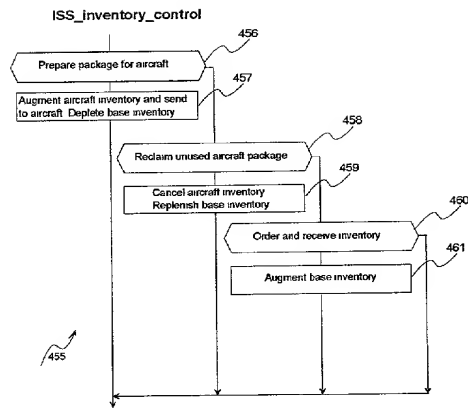 ISS_inventory_control
456
Prepare package for aircraft
457
Augment aircraft inventory and send
to aircraft Deplete base inventory
458
Reclaim unused aircraft package
459
Cancel aircraft inventory
Replenish base inventory
460
Order and receive inventory
461
Augment base inventory
455